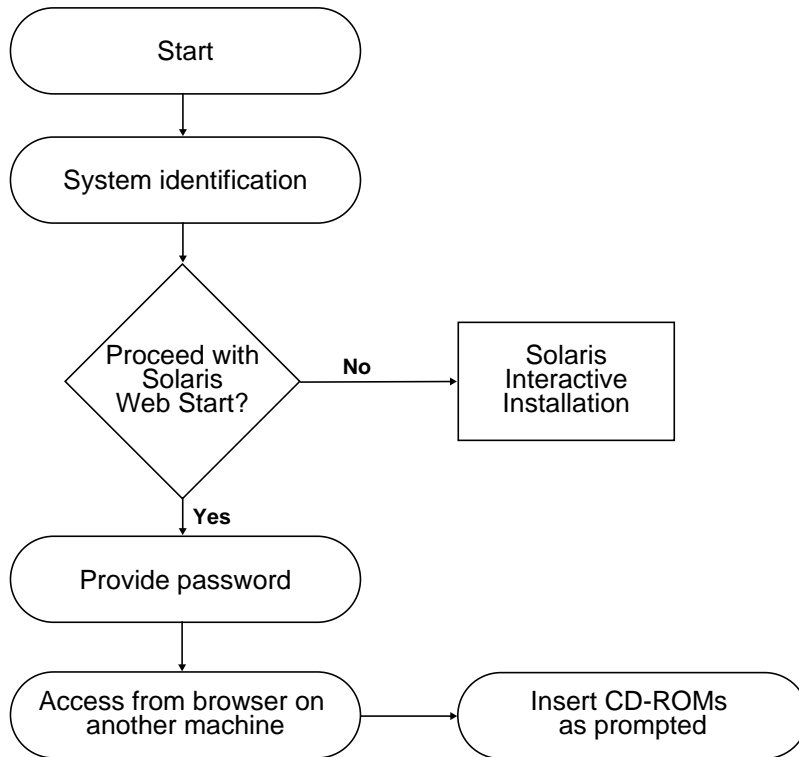 Start
System identification
Proceed with
Solaris
Web Start?
No
Solaris
Interactive
Installation
Yes
Provide password
Access from browser on
another machine
Insert CD-ROMs
as prompted